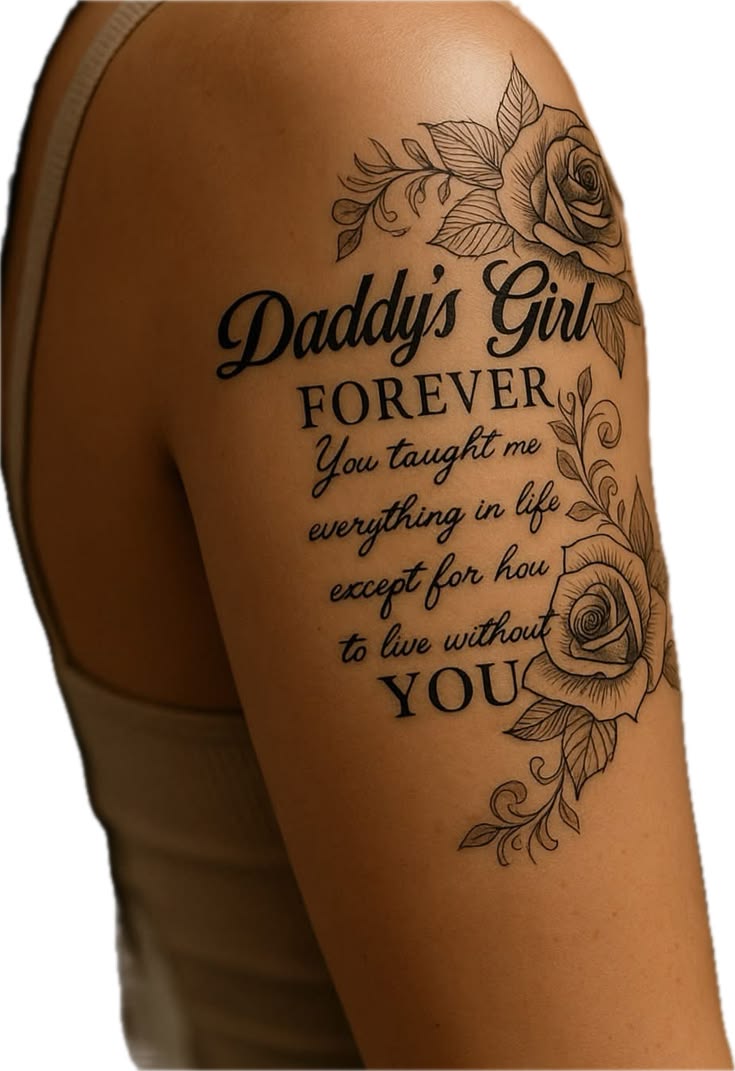 Daddy's Girl
FOREVER
You taught me
everything in life
except for hou
to live without
YOU